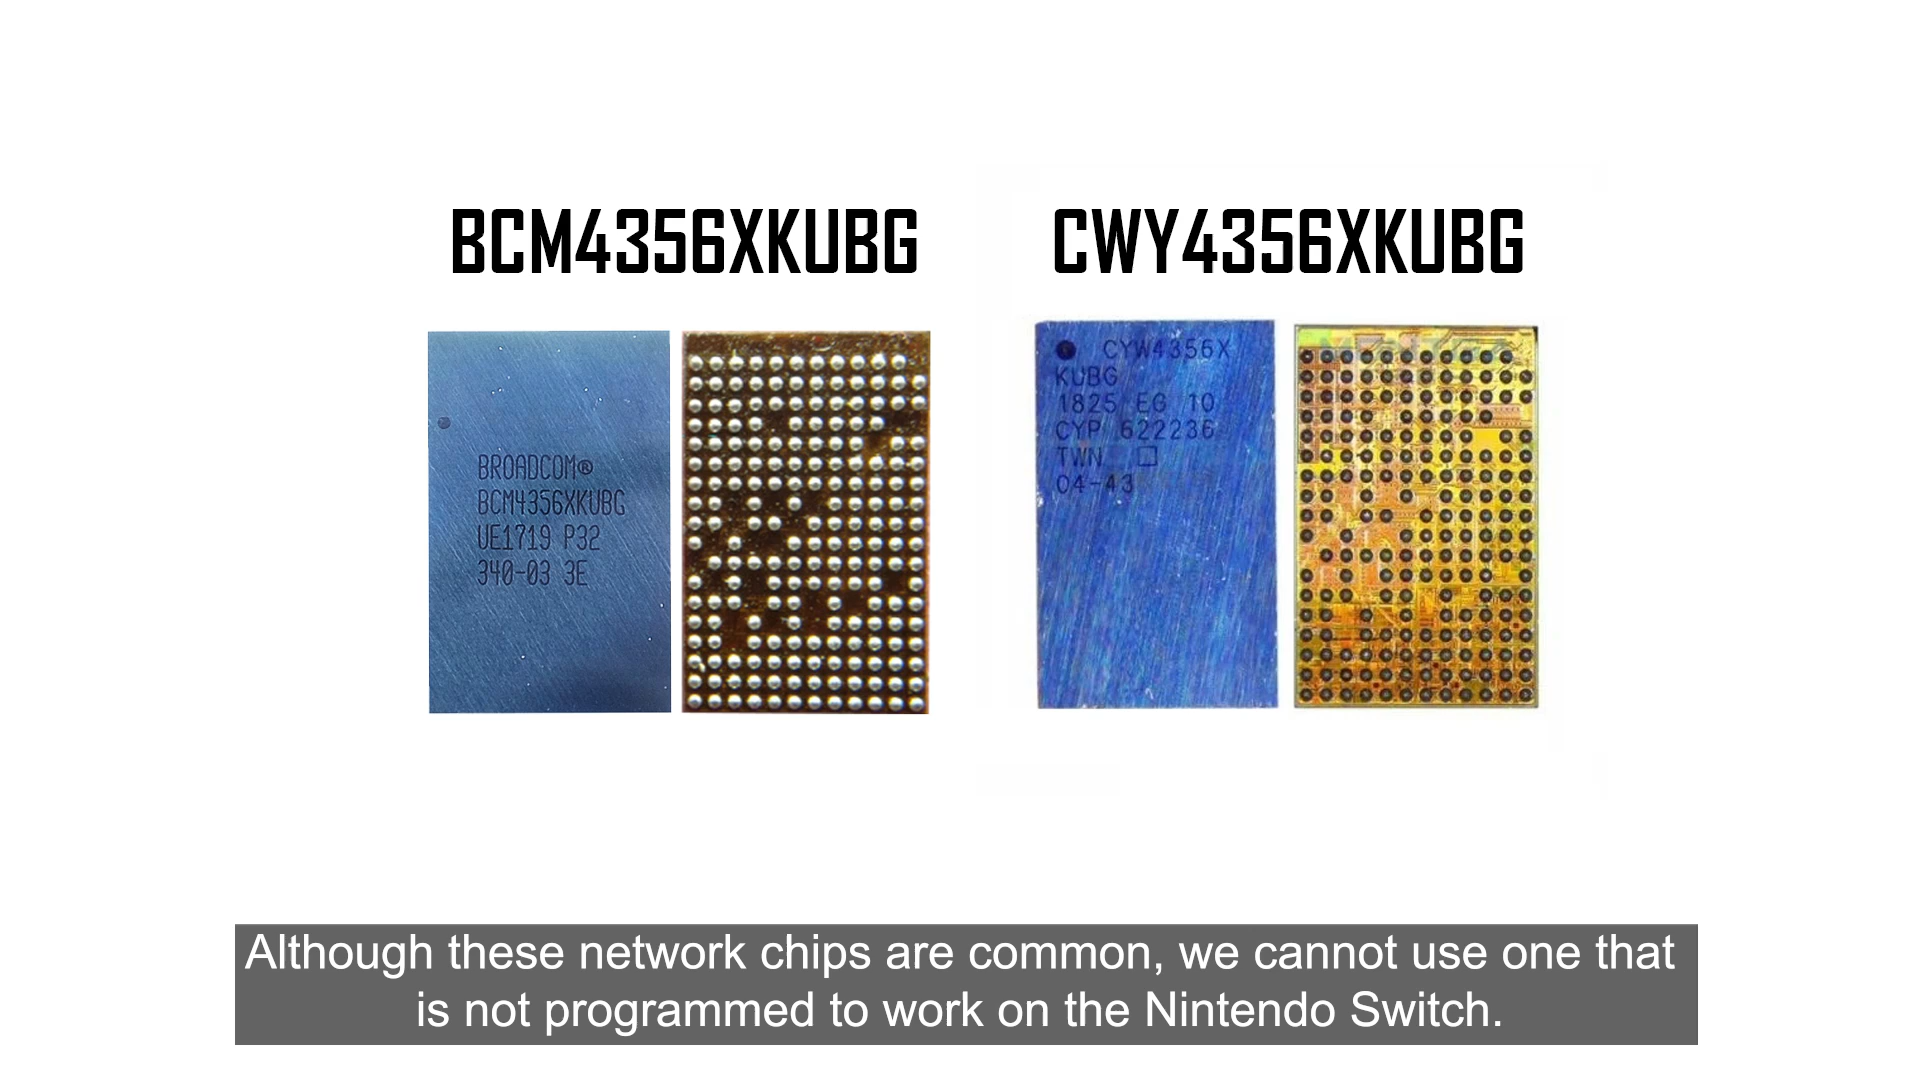 BCM4356XKUBG
CWY4356XKUBG
BROADCOM®
BCM4356XKUBG
UE1719 P32
340-03 3E
CYW4356X
KUBG
1825 EG 10
CYP 622236
TWN
04-43
Although these network chips are common, we cannot use one that
is not programmed to work on the Nintendo Switch.